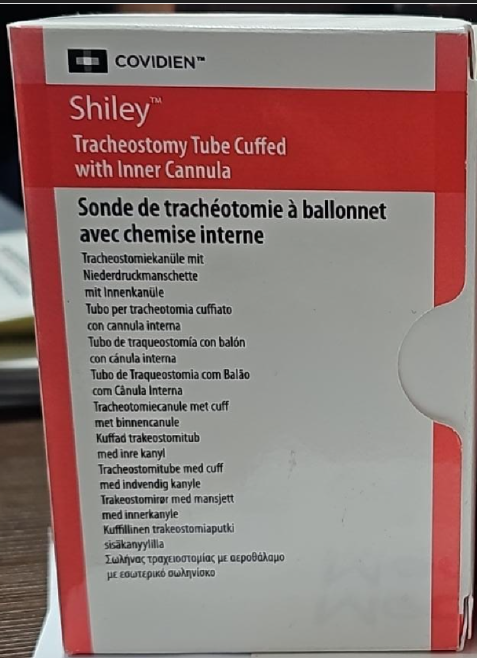 COVIDIEN™
Shiley™
Tracheostomy Tube Cuffed
with Inner Cannula
Sonde de trachéotomie à ballonnet
avec chemise interne
Tracheostomiekanüle mit
Niederdruckmanschette
mit Innenkanüle
Tubo per tracheotomia cuffiato
con cannula interna
Tubo de traqueostomía con balón
con cánula interna
Tubo de Traqueostomia com Balão
com Cânula Interna
Tracheotomiecanule met cuff
met binnencanule
Kuffad trakeostomitub
med inre kanyl
Tracheostomitube med cuff
med indvendig kanyle
Trakeostomirør med mansjett
med innerkanyle
Kuffillinen trakeostomiaputki
sisäkanyylilla
Σωλήνας τραχειοστομίας με αεροθάλαμο
με εσωτερικό σωληνίσκο